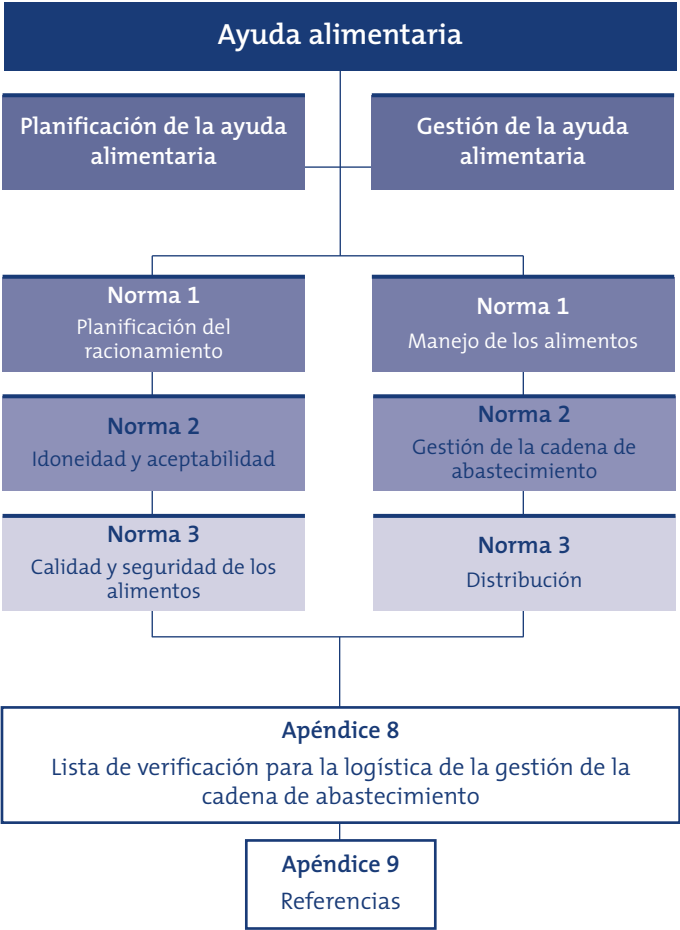 Ayuda alimentaria
Planificación de la ayuda
alimentaria
Gestión de la ayuda
alimentaria
Norma 1
Planificación del
racionamiento
Norma 1
Manejo de los alimentos
Norma 2
Idoneidad y aceptabilidad
Norma 2
Gestión de la cadena de
abastecimiento
Norma 3
Calidad y seguridad de los
alimentos
Norma 3
Distribución
Apéndice 8
Lista de verificación para la logística de la gestión de la
cadena de abastecimiento
Apéndice 9
Referencias